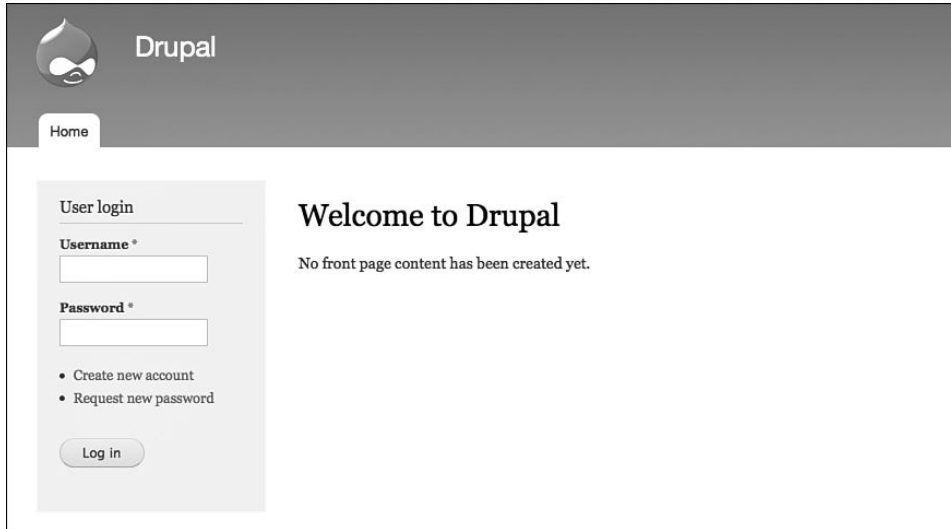 Drupal
Home
User login
Username *
Password *
• Create new account
• Request new password
Log in
Welcome to Drupal
No front page content has been created yet.